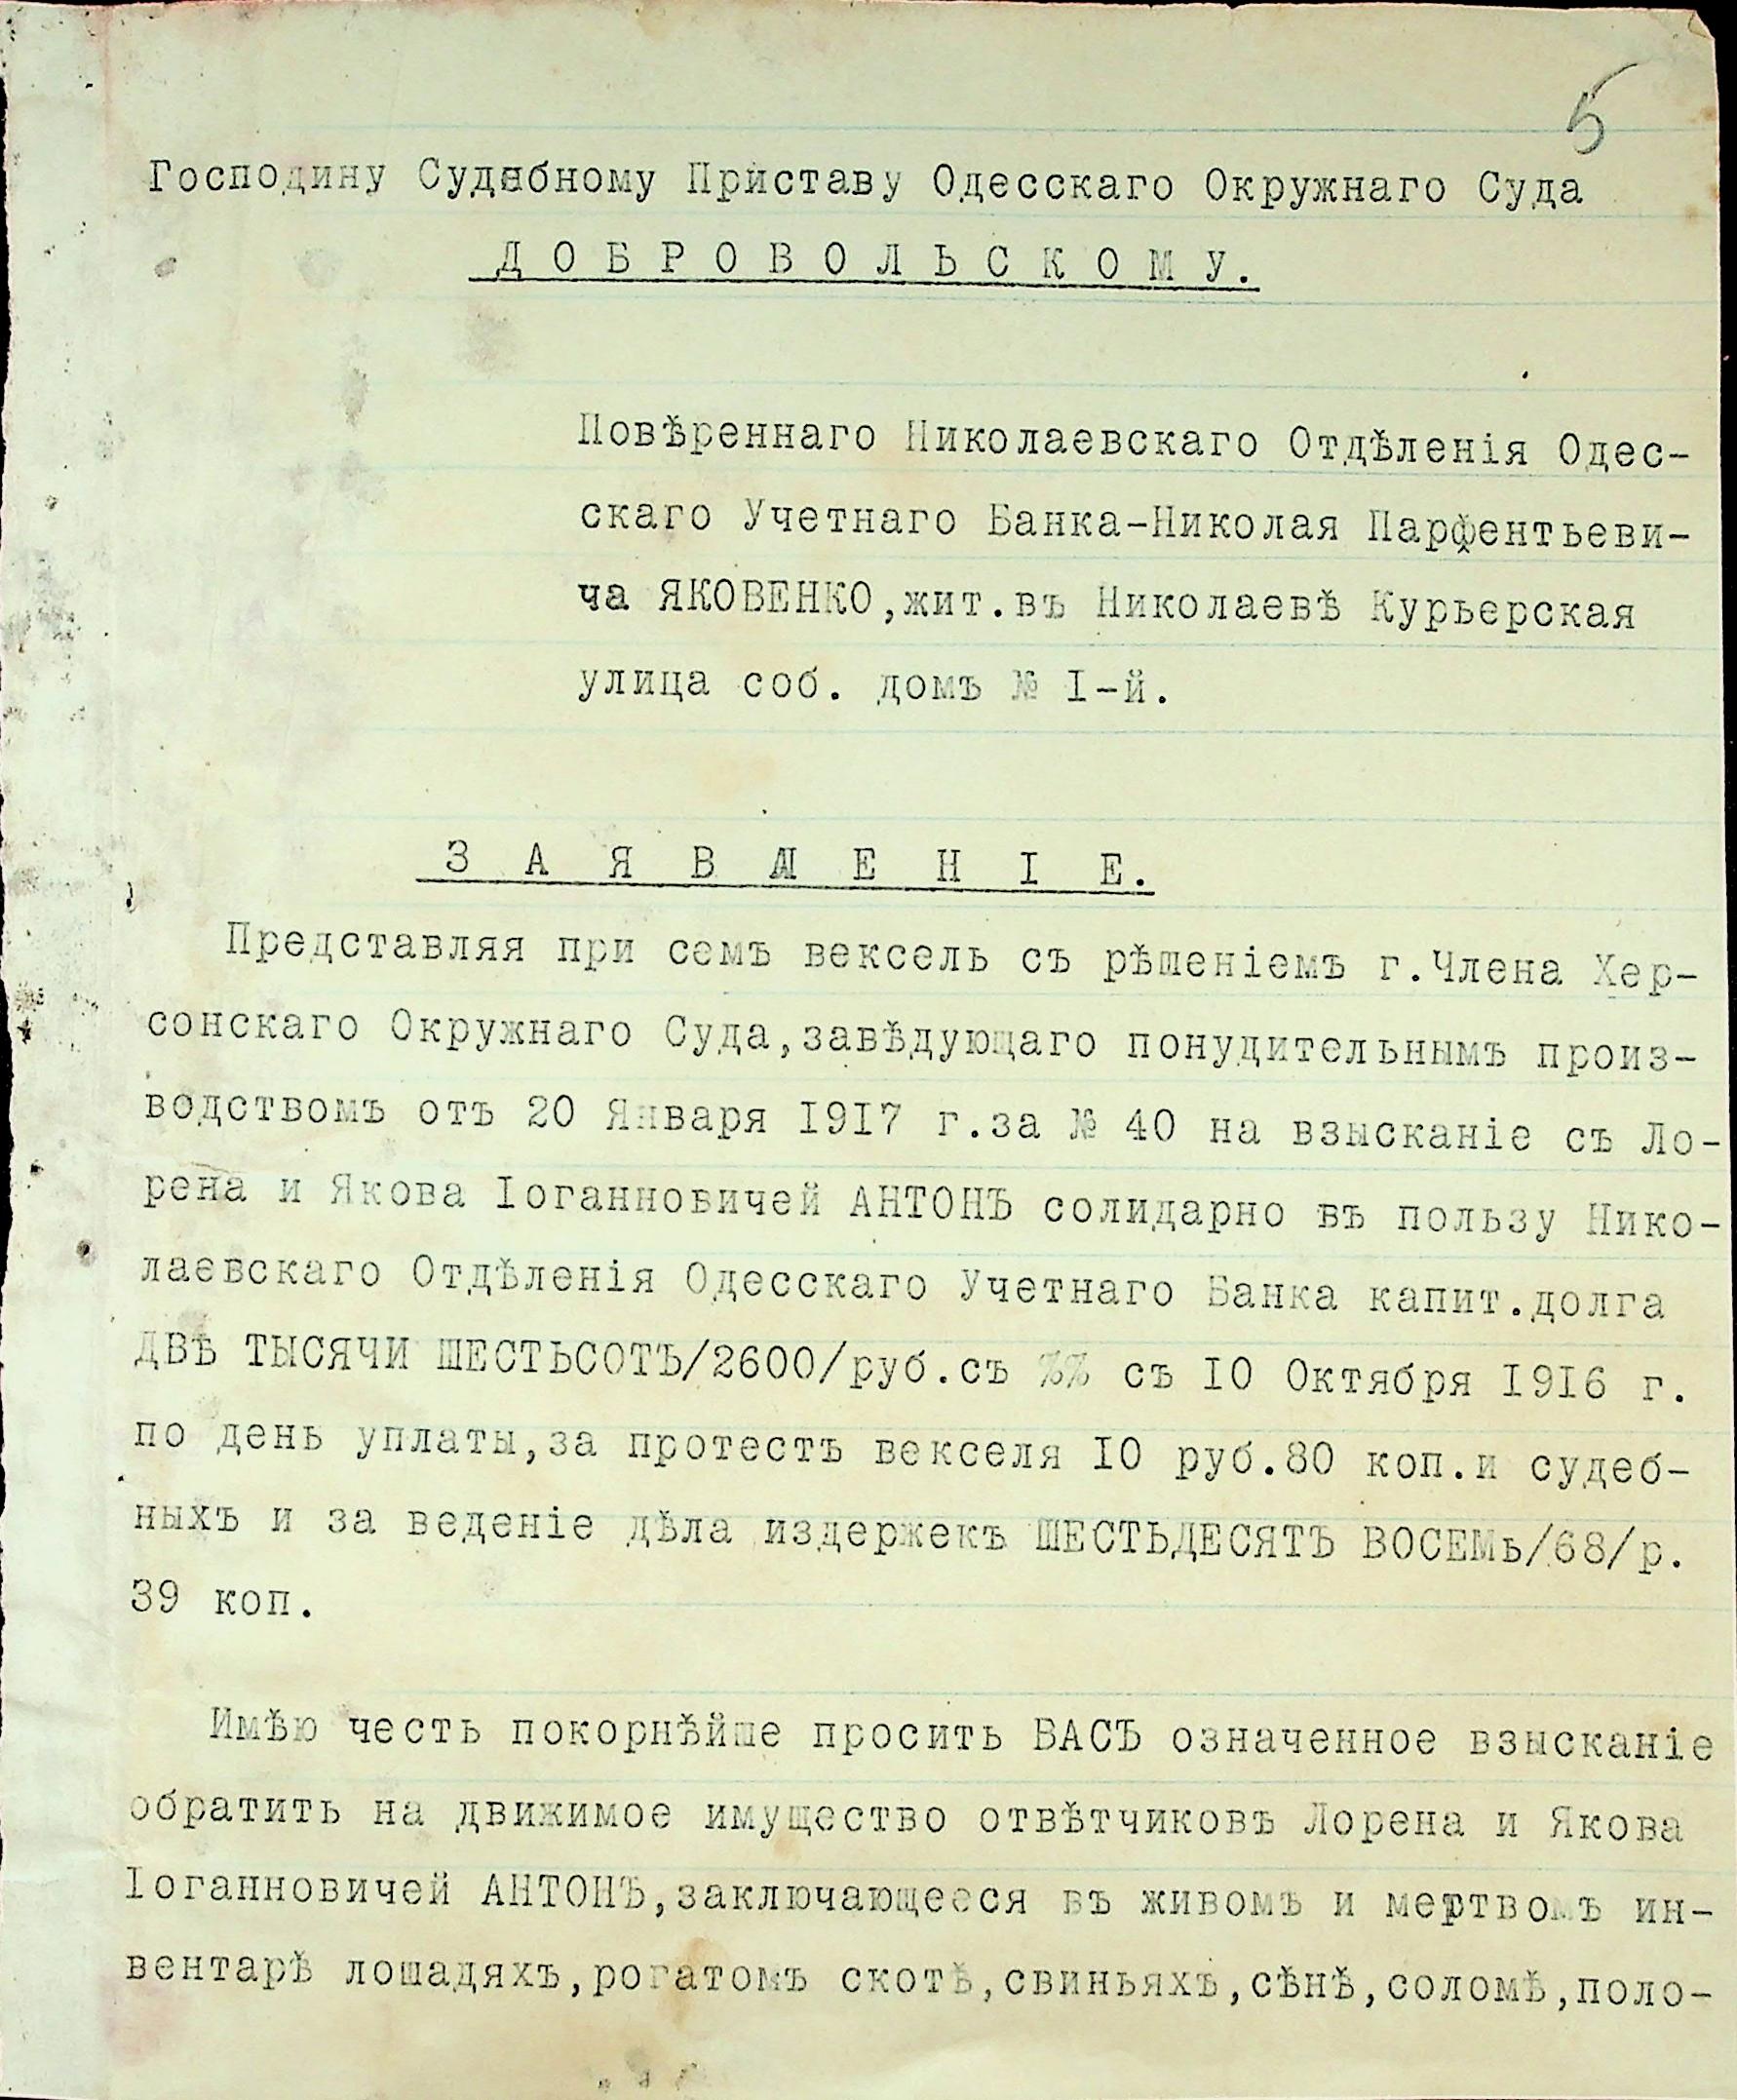 5
Господину Судебному Приставу Одесскаго Окружнаго Суда
ДОБРОВОЛЬСКОМУ.
Повѣреннаго Николаевскаго Отдѣленія Одес-
скаго Учетнаго Банка-Николая Парфентьеви-
ча ЯКОВЕНКО,жит.въ Николаевѣ Курьерская
улица соб. домъ № I-й.
ЗАЯВЛЕНІЕ.
Представляя при семъ вексель съ рѣшеніемъ г.Члена Хер-
сонскаго Окружнаго Суда,завѣдующаго понудительнымъ произ-
водствомъ отъ 20 Января I9I7 г.за № 40 на взысканіе съ Ло-
рена и Якова Іоганновичей АНТОНЪ солидарно въ пользу Нико-
лаевскаго Отдѣленія Одесскаго Учетнаго Банка капит.долга
ДВѢ ТЫСЯЧИ ШЕСТЬСОТЪ/2600/руб.съ %% съ IO Октября I9I6 г.
по день уплаты,за протестъ векселя IO руб.80 коп.и судеб-
ныхъ и за веденіе дѣла издержекъ ШЕСТЬДЕСЯТЪ ВОСЕМЬ/68/р.
39 коп.
Имѣю честь покорнѣйше просить ВАСЪ означенное взысканіе
обратить на движимое имущество отвѣтчиковъ Лорена и Якова
Іоганновичей АНТОНЪ,заключающееся въ живомъ и мертвомъ ин-
вентарѣ лошадяхъ,рогатомъ скотѣ,свиньяхъ,сѣнѣ,соломѣ,поло-